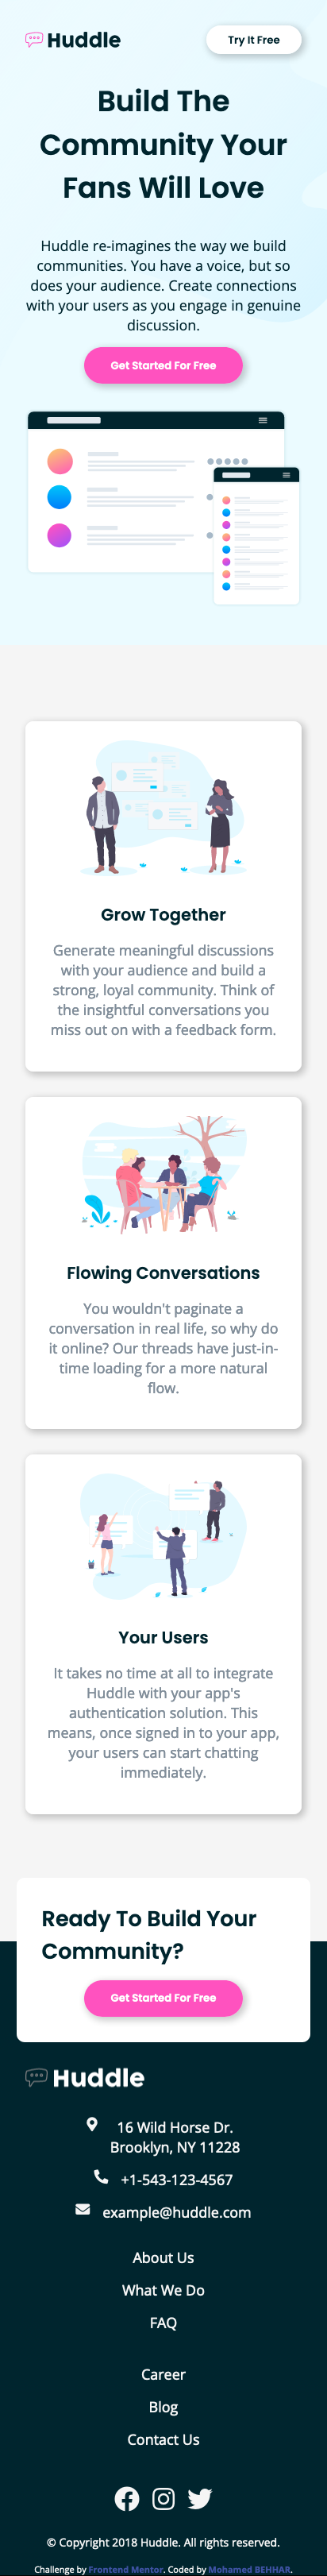 Huddle
Try It Free
Build The
Community Your
Fans Will Love
Huddle re-imagines the way we build
communities. You have a voice, but so
does your audience. Create connections
with your users as you engage in genuine
discussion.
Get Started For Free
Grow Together
Generate meaningful discussions
with your audience and build a
strong, loyal community. Think of
the insightful conversations you
miss out on with a feedback form.
Flowing Conversations
You wouldn't paginate a
conversation in real life, so why do
it online? Our threads have just-in-
time loading for a more natural
flow.
Your Users
It takes no time at all to integrate
Huddle with your app's
authentication solution. This
means, once signed in to your app,
your users can start chatting
immediately.
Ready To Build Your
Community?
Get Started For Free
Huddle
16 Wild Horse Dr.
Brooklyn, NY 11228
+1-543-123-4567
example@huddle.com
About Us
What We Do
FAQ
Career
Blog
Contact Us
© Copyright 2018 Huddle. All rights reserved.
Challenge by Frontend Mentor. Coded by Mohamed BEHHAR.